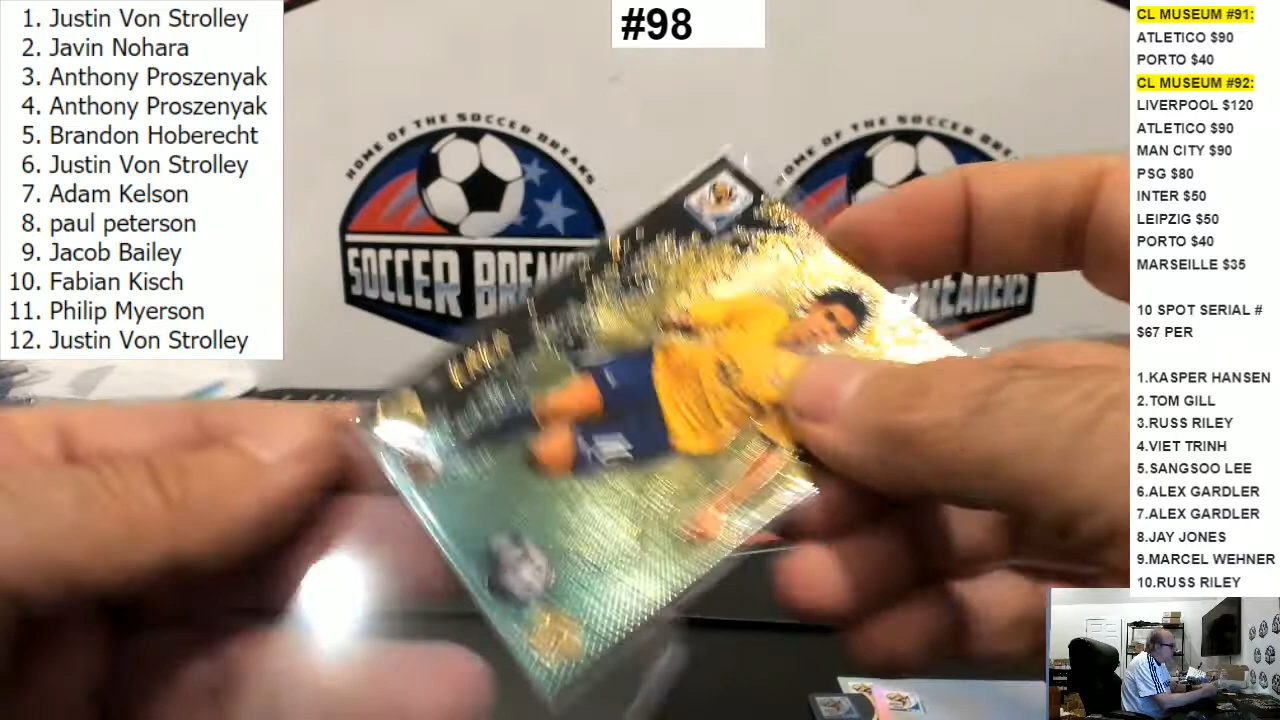 1. Justin Von Strolley
2. Javin Nohara
3. Anthony Proszenyak
4. Anthony Proszenyak
5. Brandon Hoberecht
6. Justin Von Strolley
7. Adam Kelson
8. paul peterson
9. Jacob Bailey
10. Fabian Kisch
11. Philip Myerson
12. Justin Von Strolley
#98
HOME OF THE SOCCER BREAKS
SOCCER
HOME OF THE SOCCER
BREAKERS
CL MUSEUM #91:
ATLETICO $90
PORTO $40
CL MUSEUM #92:
LIVERPOOL $120
ATLETICO $90
MAN CITY $90
PSG $80
INTER $50
LEIPZIG $50
PORTO $40
MARSEILLE $35
10 SPOT SERIAL #
$67 PER
1.KASPER HANSEN
2.TOM GILL
3.RUSS RILEY
4.VIET TRINH
5.SANGSOO LEE
6.ALEX GARDLER
7.ALEX GARDLER
8.JAY JONES
9.MARCEL WEHNER
10.RUSS RILEY